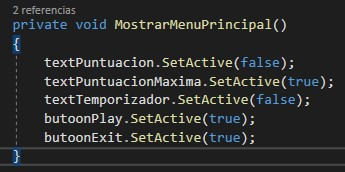 2 referencias
private void MostrarMenuPrincipal()
{
textPuntuacion.SetActive(false);
textPuntuacionMaxima.SetActive(true);
textTemporizador.SetActive(false);
butoonPlay.SetActive(true);
butoonExit.SetActive(true);
}